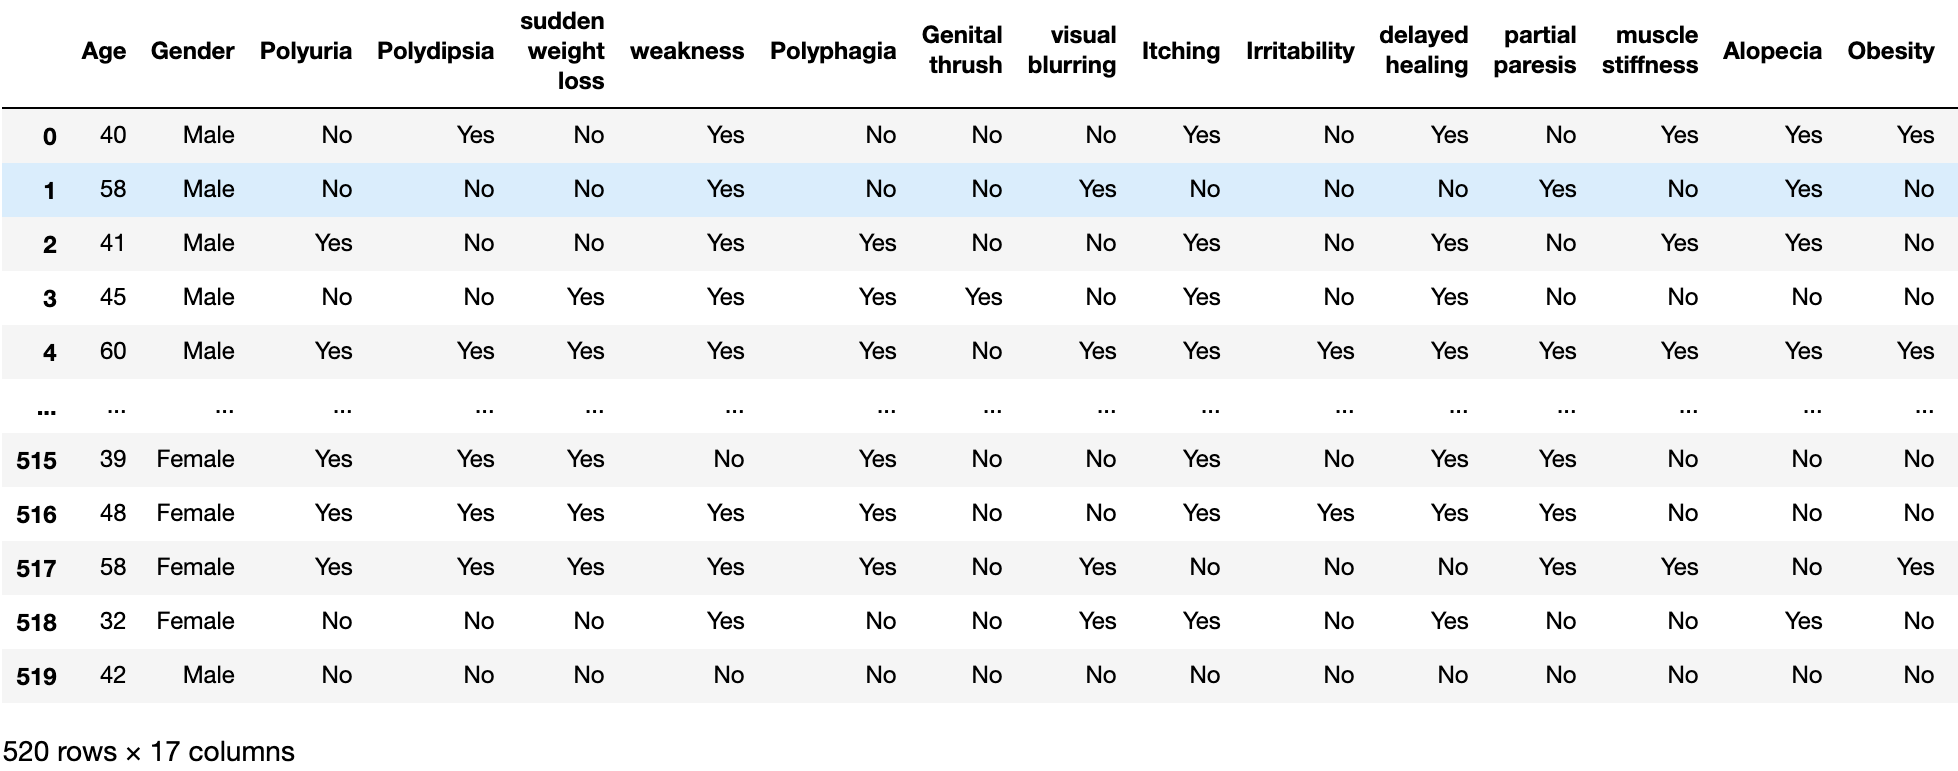 Age Gender Polyuria Polydipsia sudden weight loss weakness Polyphagia Genital thrush visual blurring Itching Irritability delayed healing partial paresis muscle stiffness Alopecia Obesity
0 40 Male No Yes No Yes No No No Yes No Yes No Yes Yes Yes
1 58 Male No No No Yes No No Yes No No No Yes No Yes No
2 41 Male Yes No No Yes Yes No No Yes No Yes No Yes Yes No
3 45 Male No No Yes Yes Yes Yes No Yes No Yes No No No No
4 60 Male Yes Yes Yes Yes Yes No Yes Yes Yes Yes Yes Yes Yes Yes
... ... ... ... ... ... ... ... ... ... ... ... ... ... ... ... ...
515 39 Female Yes Yes Yes No Yes No No Yes No Yes Yes No No No
516 48 Female Yes Yes Yes Yes Yes No No Yes Yes Yes Yes No No No
517 58 Female Yes Yes Yes Yes Yes No Yes No No No Yes Yes No Yes
518 32 Female No No No Yes No No Yes Yes No Yes No No Yes No
519 42 Male No No No No No No No No No No No No No No
520 rows × 17 columns